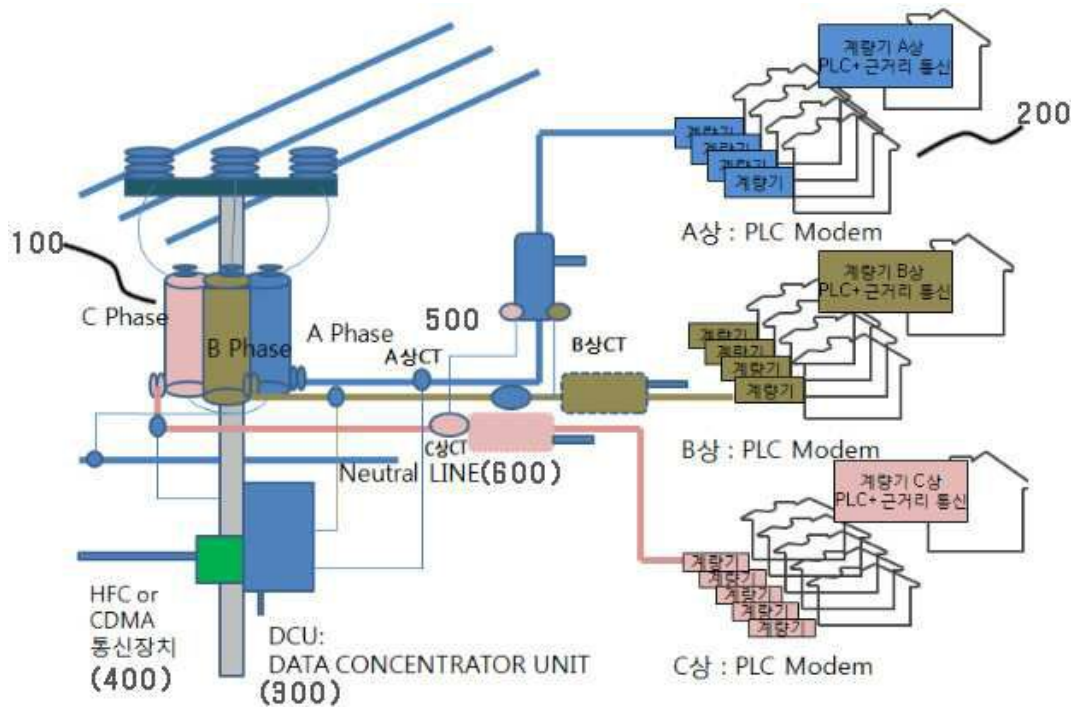 계량기 A상
PLC+ 근거리 통신
200
계량기
계량기
계량기
계량기
A상 : PLC Modem
100
C Phase
B Phase
A Phase
500
A상CT
B상CT
계량기 B상
PLC+ 근거리 통신
계량기
계량기
계량기
계량기
B상 : PLC Modem
C상CT
Neutral LINE(600)
계량기 C상
PLC+ 근거리 통신
계량기
계량기
계량기
계량기
계량기
C상 : PLC Modem
HFC or
CDMA
통신장치
(400)
DCU:
DATA CONCENTRATOR UNIT
(300)